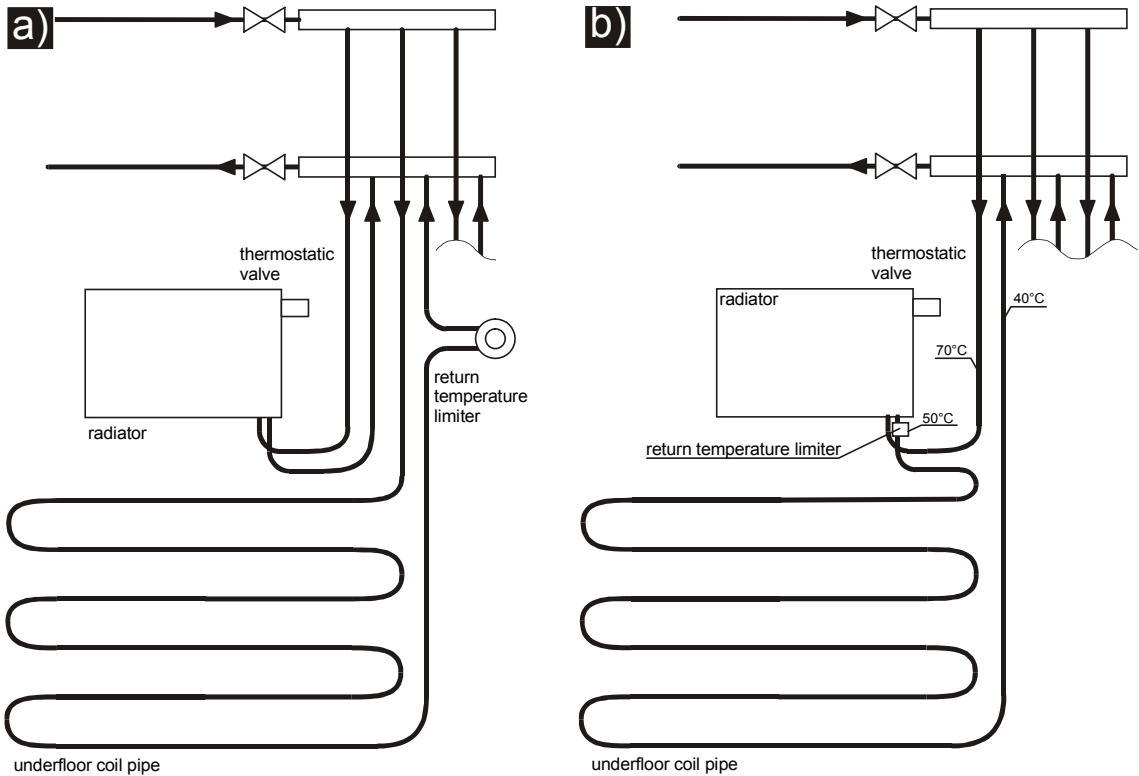 a)
thermostatic
valve
radiator
return
temperature
limiter
underfloor coil pipe
b)
thermostatic
valve
radiator
40°C
70°C
50°C
return temperature limiter
underfloor coil pipe